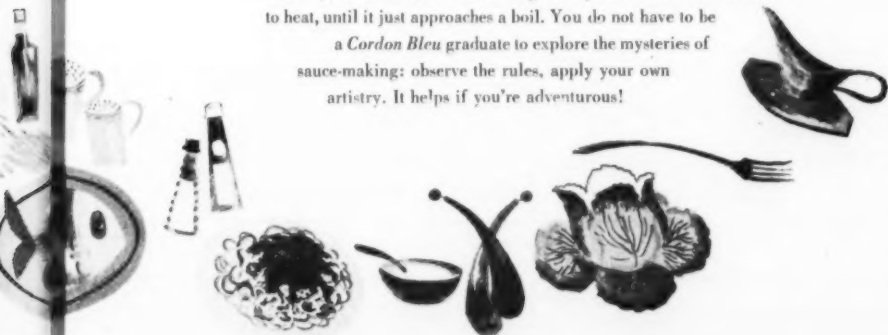 to heat, until it just approaches a boil. You do not have to be
a Cordon Bleu graduate to explore the mysteries of
sauce-making: observe the rules, apply your own
artistry. It helps if you're adventurous!